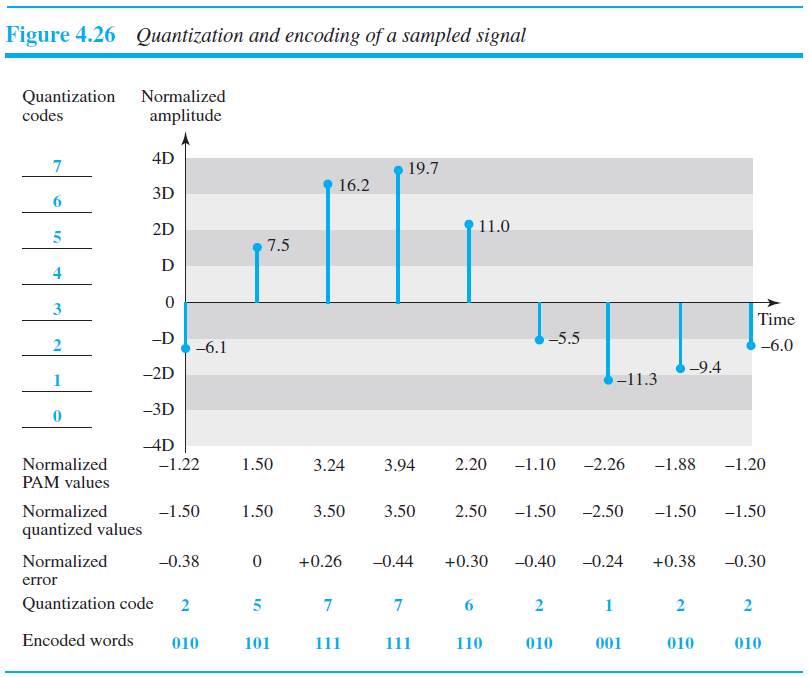 Figure 4.26 Quantization and encoding of a sampled signal
Quantization Normalized
codes amplitude
7 4D
19.7
16.2
6 3D
5 2D
11.0
7.5
4 D
3 0
Time
2 –D
–6.1 –5.5 –6.0
1 –2D
–11.3 –9.4
0 –3D
–4D
Normalized –1.22 1.50 3.24 3.94 2.20 –1.10 –2.26 –1.88 –1.20
PAM values
Normalized –1.50 1.50 3.50 3.50 2.50 –1.50 –2.50 –1.50 –1.50
quantized values
Normalized –0.38 0 +0.26 –0.44 +0.30 –0.40 –0.24 +0.38 –0.30
error
Quantization code 2 5 7 7 6 2 1 2 2
Encoded words 010 101 111 111 110 010 001 010 010